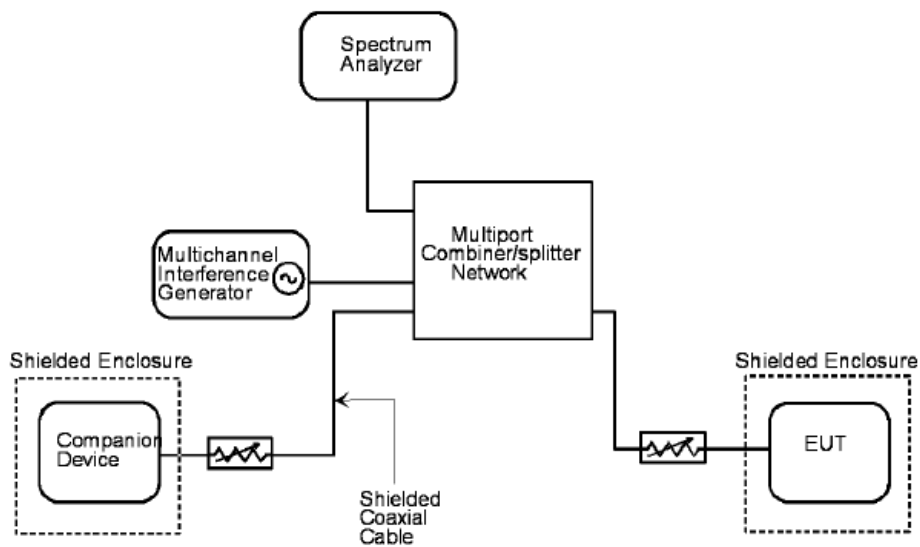 Spectrum
Analyzer
Multiport
Combiner/splitter
Network
Multichannel
Interference
Generator
Shielded Enclosure
Companion
Device
Shielded
Coaxial
Cable
Shielded Enclosure
EUT